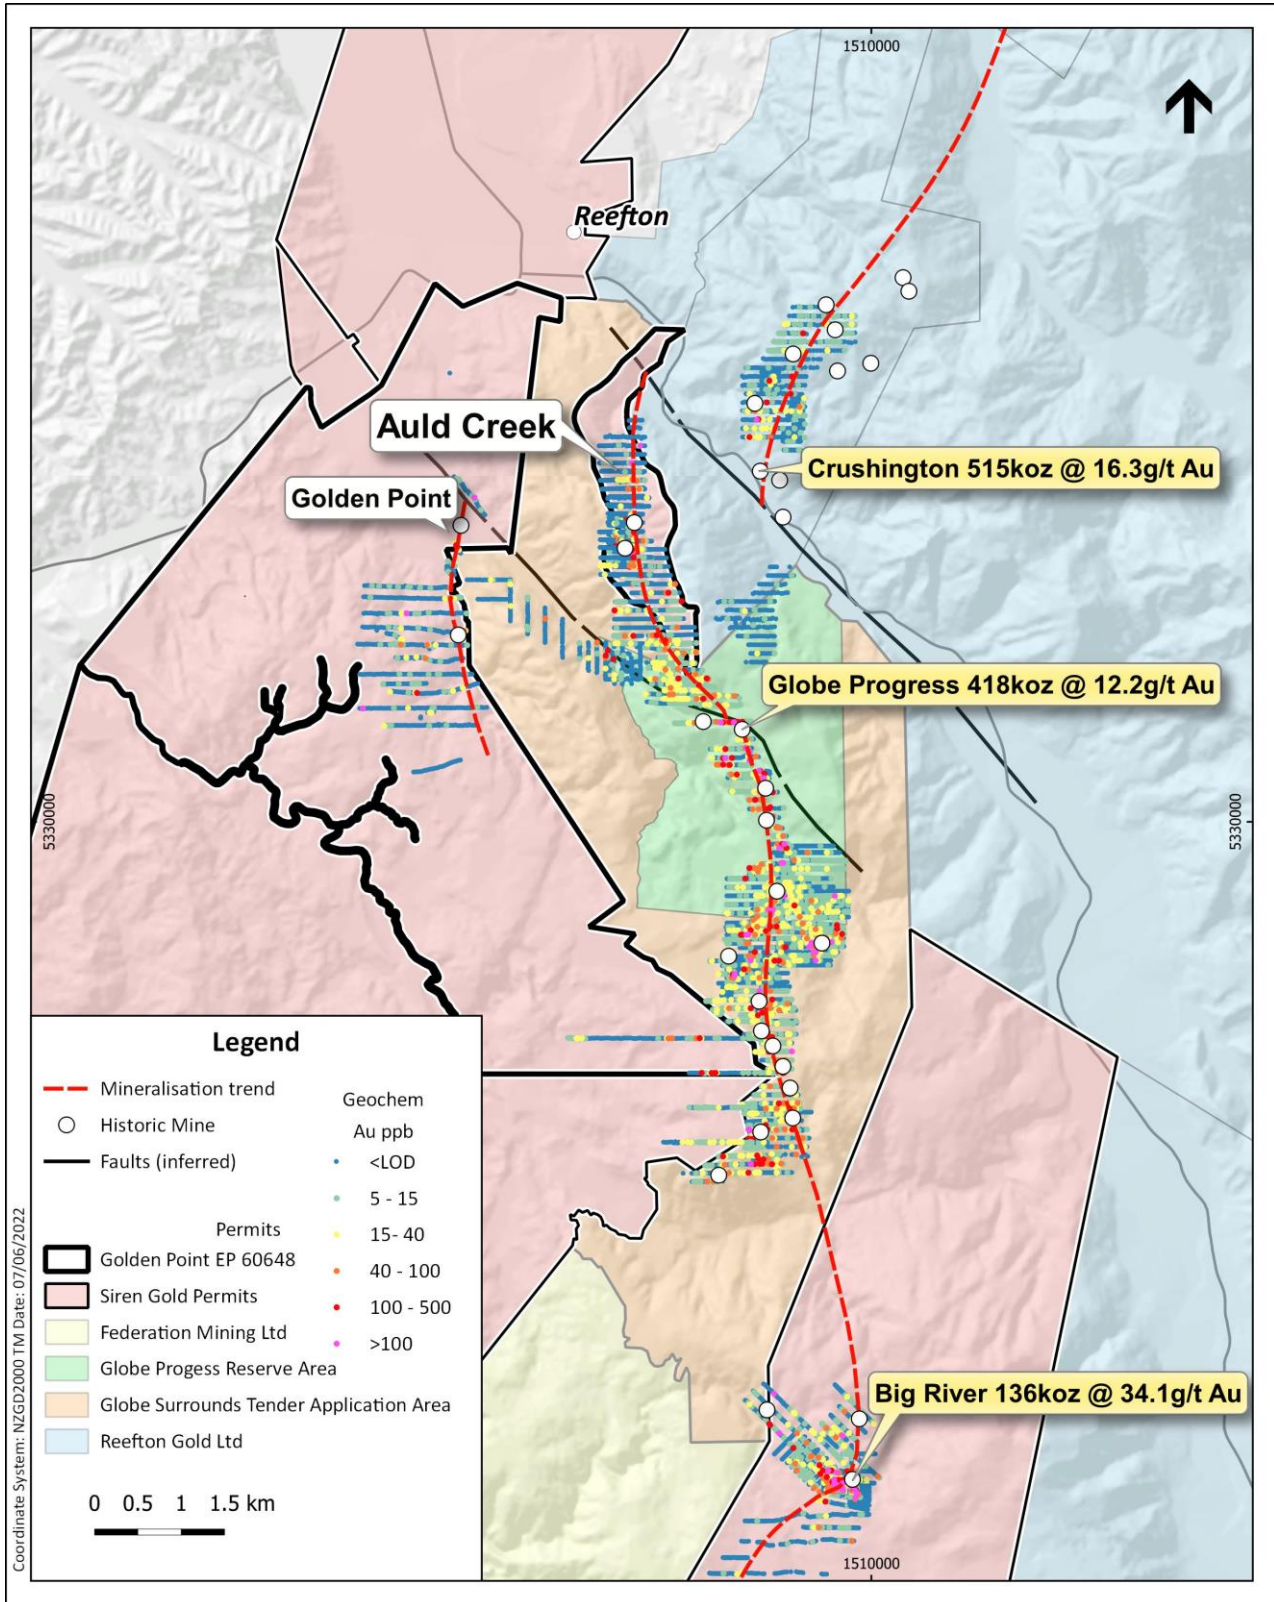 1510000
Reefton
Auld Creek
Golden Point
Crushington 515koz @ 16.3g/t Au
Globe Progress 418koz @ 12.2g/t Au
5330000
5330000
Legend
Mineralisation trend
Historic Mine
Faults (inferred)
Geochem
Au ppb
<LOD
5 - 15
15- 40
40 - 100
100 - 500
>100
Permits
Golden Point EP 60648
Siren Gold Permits
Federation Mining Ltd
Globe Progess Reserve Area
Globe Surrounds Tender Application Area
Reefton Gold Ltd
0 0.5 1 1.5 km
Big River 136koz @ 34.1g/t Au
1510000
Coordinate System: NZGD2000 TM Date: 07/06/2022